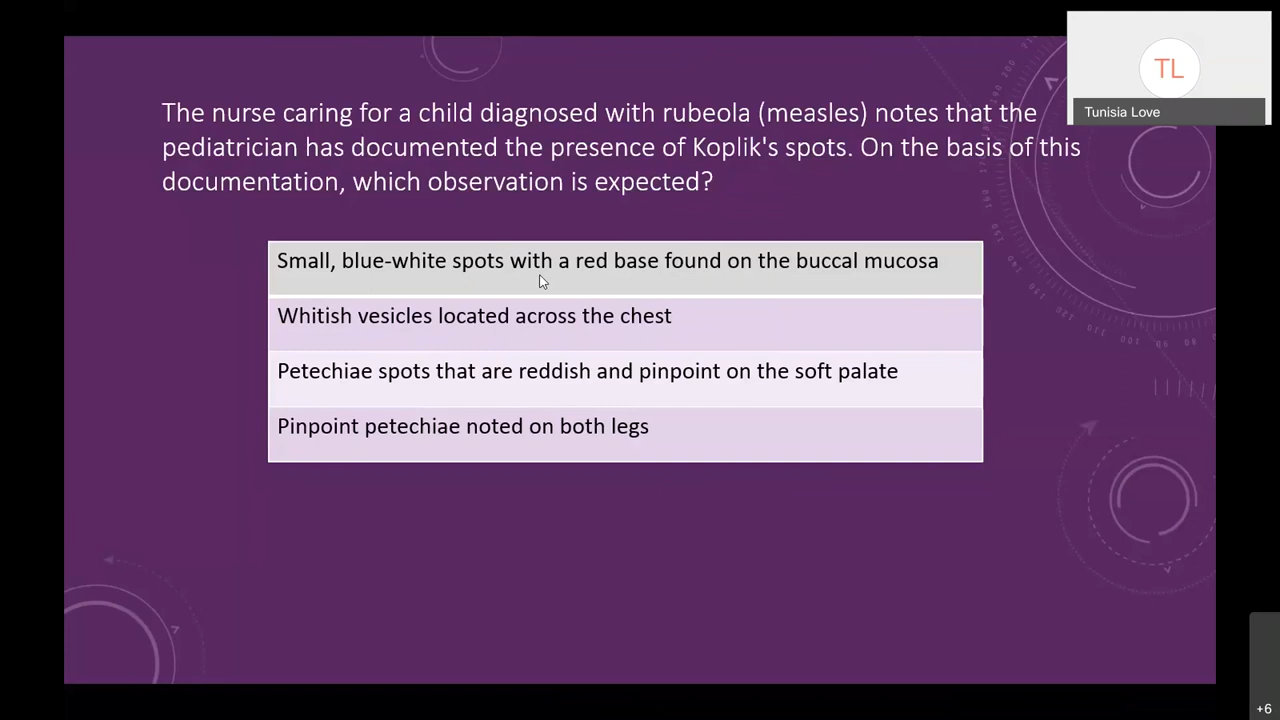 The nurse caring for a child diagnosed with rubeola (measles) notes that the
pediatrician has documented the presence of Koplik's spots. On the basis of this
documentation, which observation is expected?
Small, blue-white spots with a red base found on the buccal mucosa
Whitish vesicles located across the chest
Petechiae spots that are reddish and pinpoint on the soft palate
Pinpoint petechiae noted on both legs
TL
Tunisia Love
+6